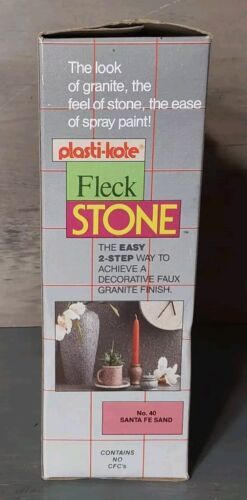 The look
of granite, the
feel of stone, the ease
of spray paint!
plasti-kote®
Fleck
STONE™
THE EASY
2-STEP WAY TO
ACHIEVE A
DECORATIVE FAUX
GRANITE FINISH.
No. 40
SANTA FE SAND
CONTAINS
NO
CFC's